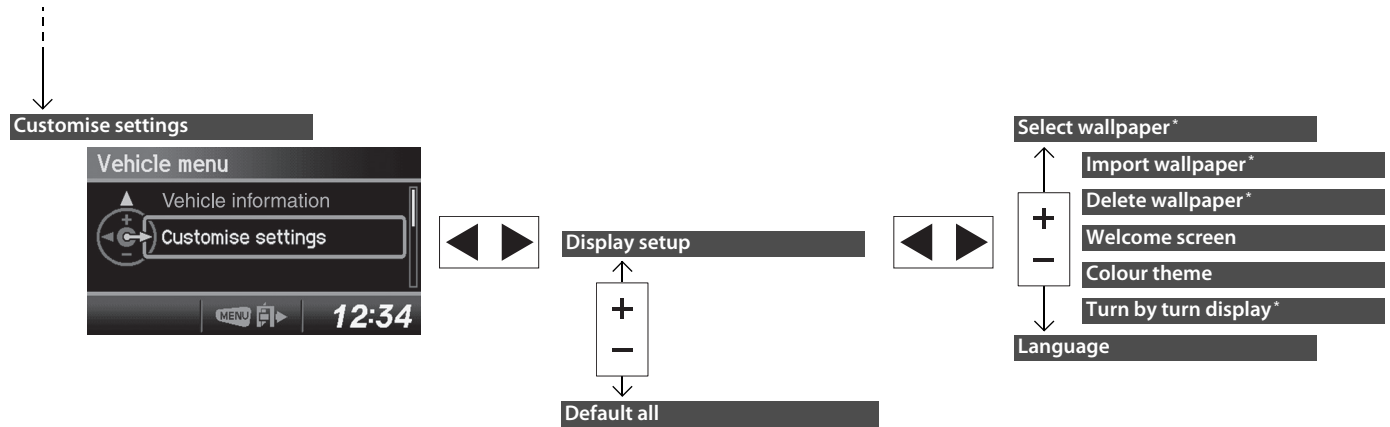 Customise settings
Vehicle menu
Vehicle information
Customise settings
MENU
12:34
Display setup
+
−
Default all
Select wallpaper*
Import wallpaper*
Delete wallpaper*
Welcome screen
Colour theme
Turn by turn display*
Language
+
−